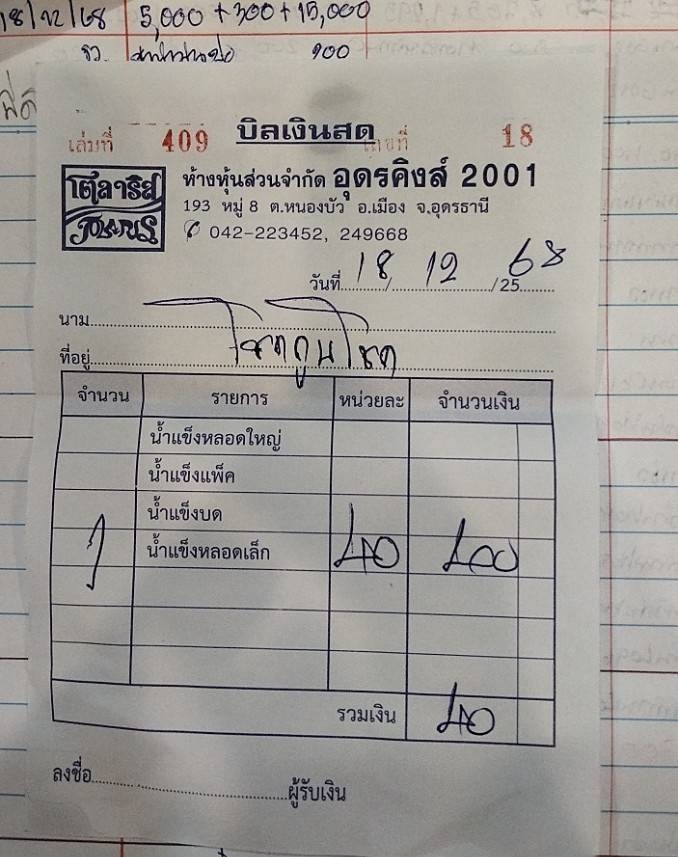 18/12/68 5,000 + 300 + 15,000
900
บิลเงินสด
เล่มที่ 409 เลขที่ 18
โตลาริส
POLARIS
ห้างหุ้นส่วนจำกัด อุดรคิงส์ 2001
193 หมู่ 8 ต.หนองบัว อ.เมือง จ.อุดรธานี
042-223452, 249668
วันที่ 18 / 12 / 25 68
นาม
ที่อยู่
จำนวน รายการ หน่วยละ จำนวนเงิน
น้ำแข็งหลอดใหญ่
น้ำแข็งแพ็ค
น้ำแข็งบด
1 น้ำแข็งหลอดเล็ก 40
รวมเงิน 40
ลงชื่อ ผู้รับเงิน